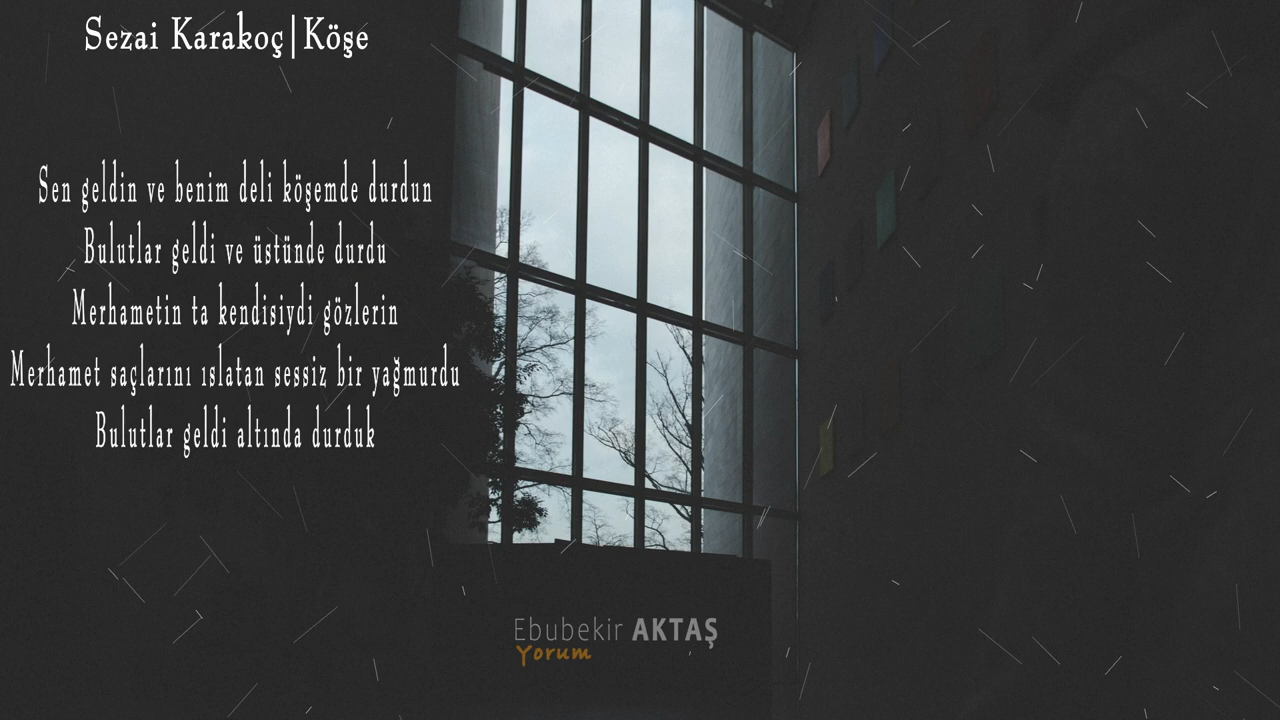 Sezai Karakoç|Köşe
Sen geldin ve benim deli köşemde durdun
Bulutlar geldi ve üstünde durdu
Merhametin ta kendisiydi gözlerin
Merhamet saçlarını ıslatan sessiz bir yağmurdu
Bulutlar geldi altında durduk
Ebubekir AKTAŞ
Yorum